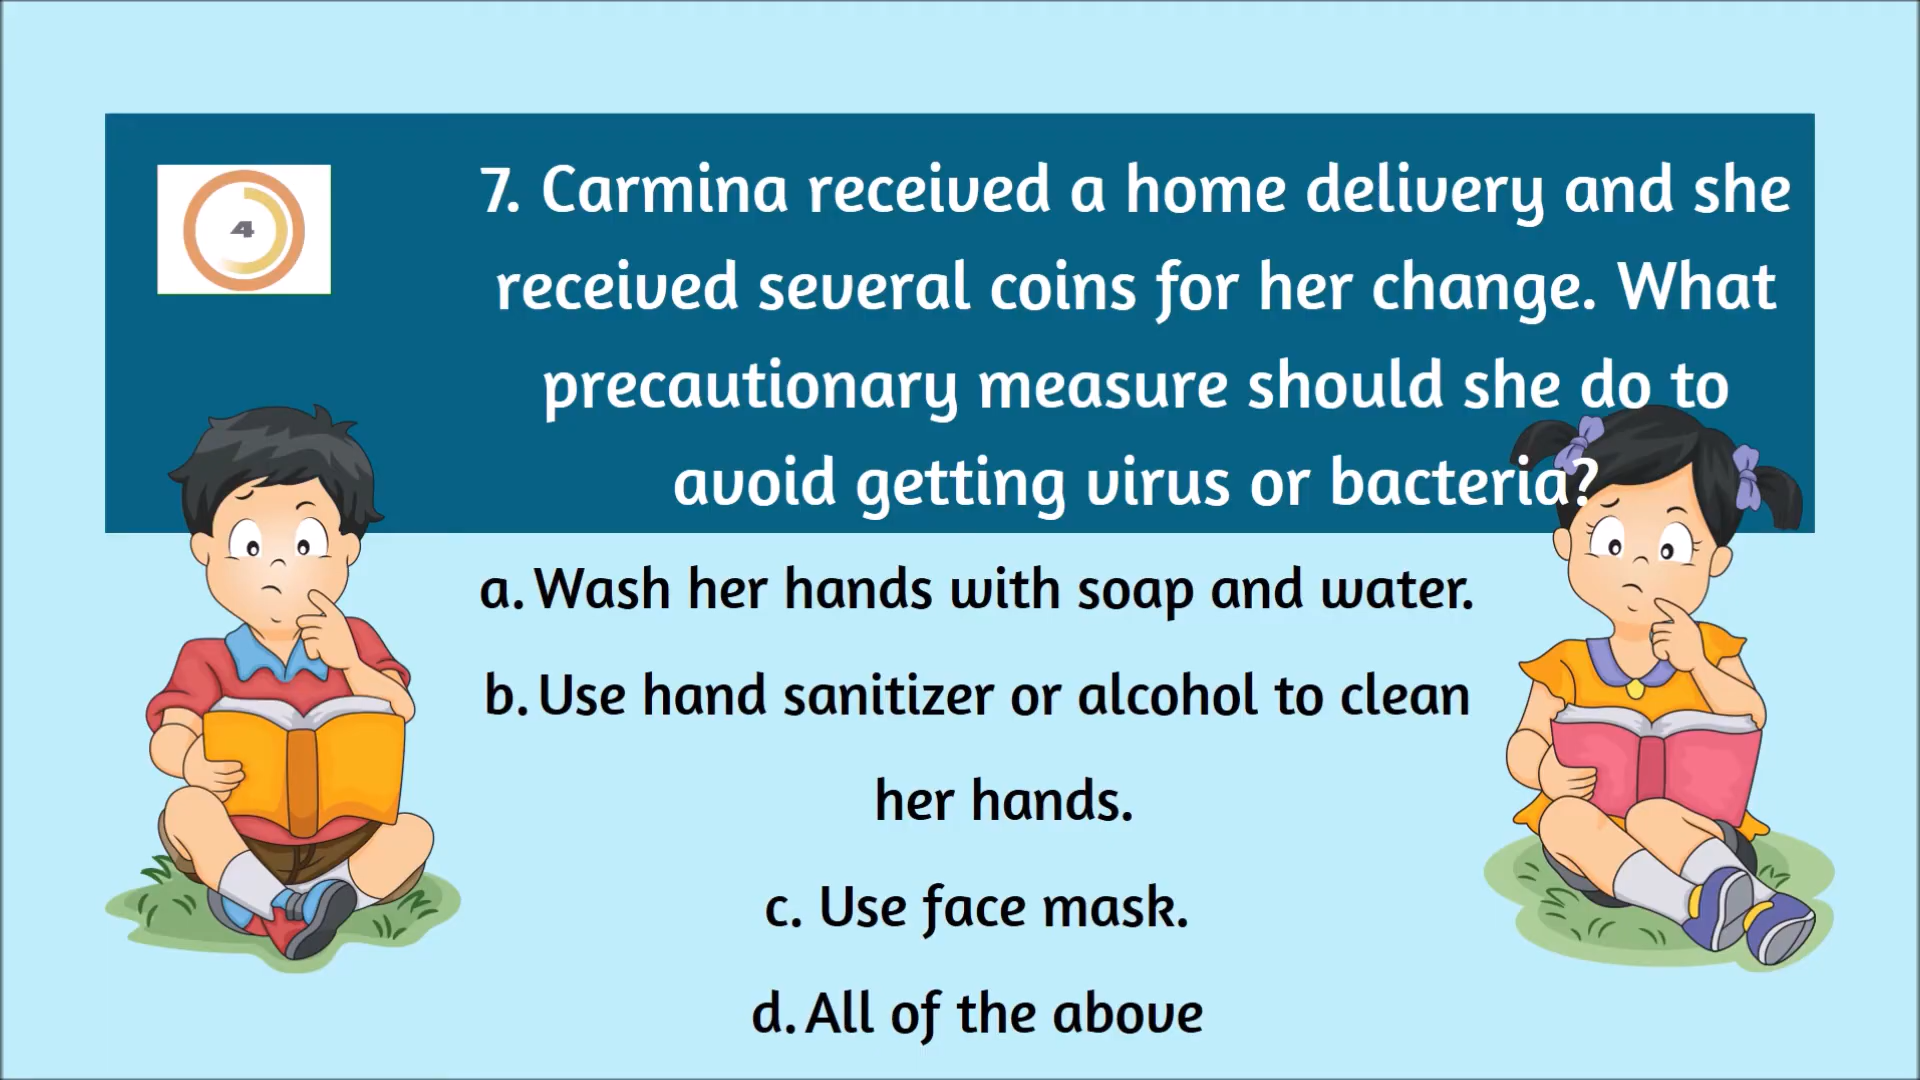 4
7. Carmina received a home delivery and she
received several coins for her change. What
precautionary measure should she do to
avoid getting virus or bacteria?
a. Wash her hands with soap and water.
b. Use hand sanitizer or alcohol to clean
her hands.
c. Use face mask.
d. All of the above